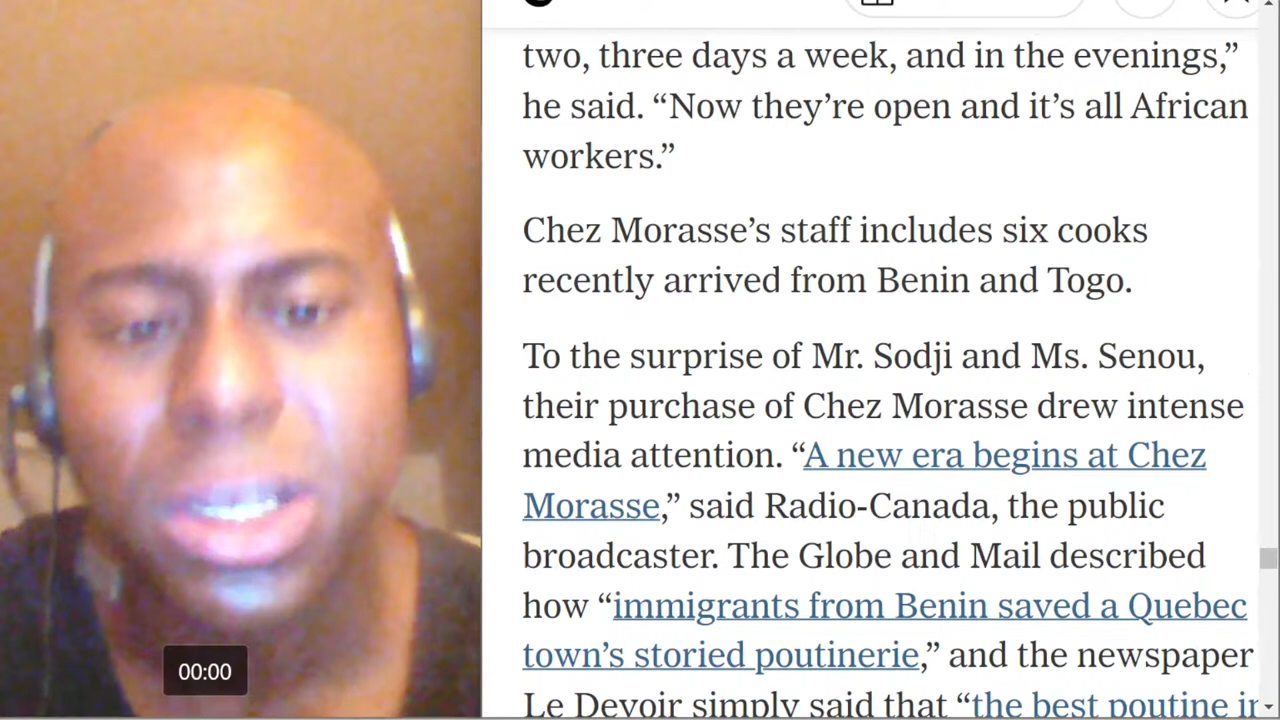 two, three days a week, and in the evenings,”
he said. “Now they’re open and it’s all African
workers.”
Chez Morasse’s staff includes six cooks
recently arrived from Benin and Togo.
To the surprise of Mr. Sodji and Ms. Senou,
their purchase of Chez Morasse drew intense
media attention. “A new era begins at Chez
Morasse,” said Radio-Canada, the public
broadcaster. The Globe and Mail described
how “immigrants from Benin saved a Quebec
town’s storied poutinerie,” and the newspaper
Le Devoir simply said that “the best poutine in
00:00